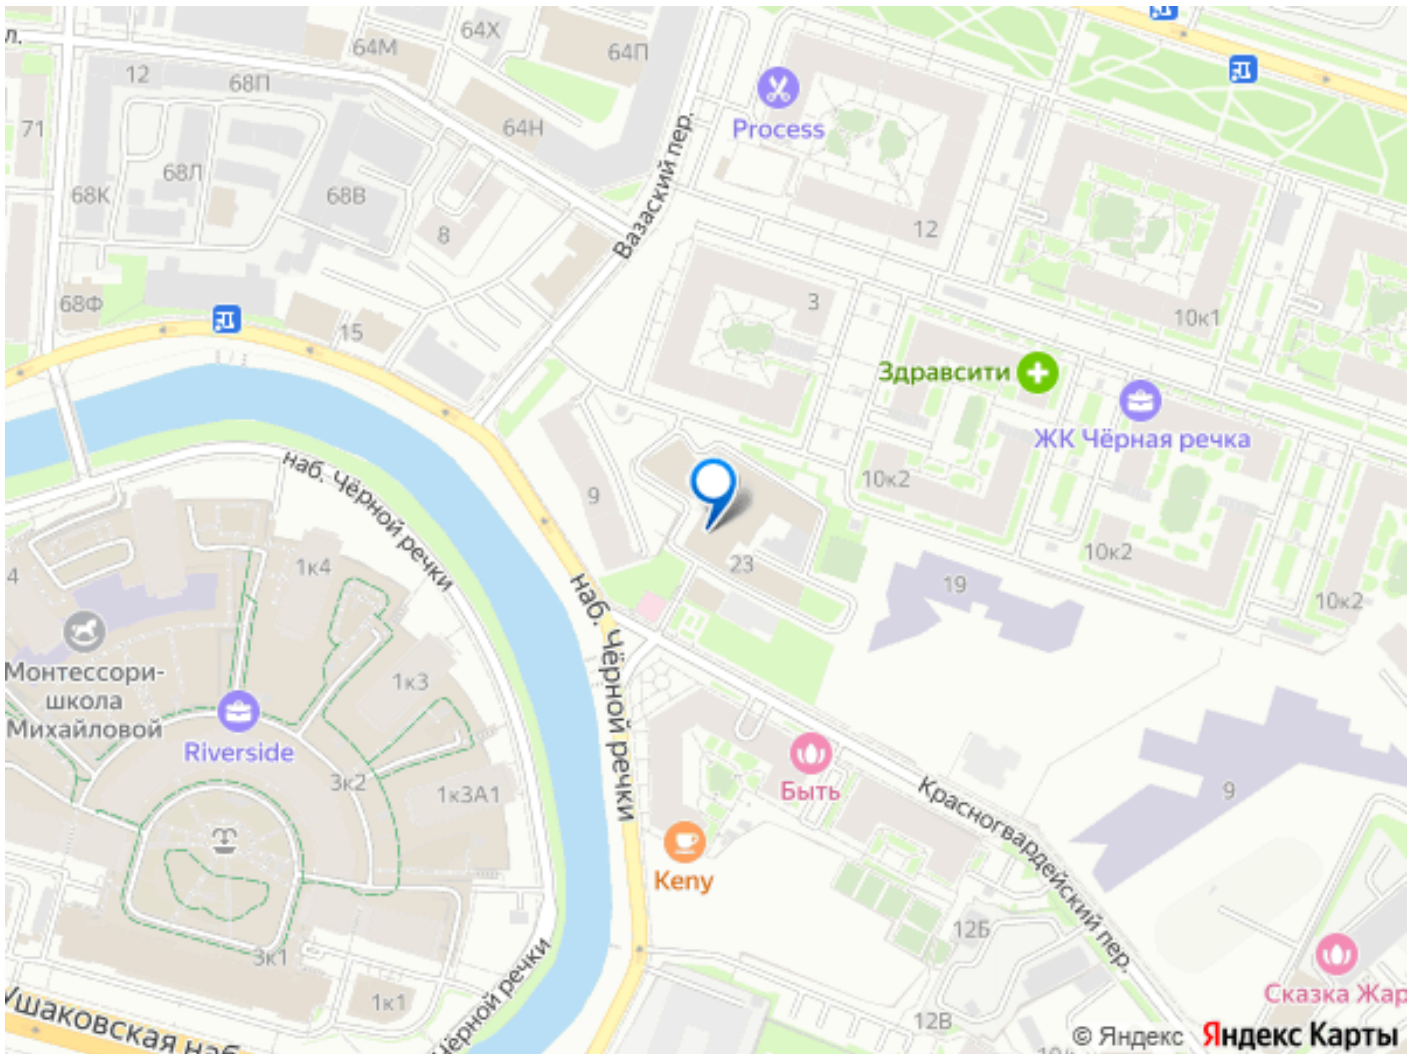 л.
64М
64Х
64П
12
68П
71
64Н
Process
68Л
68К
68В
8
Вазаский пер.
12
68Ф
15
3
10к1
Здравсити
ЖК Чёрная речка
наб. Чёрной речки
9
10к2
10к2
23
19
10к2
4
1к4
наб. Чёрной речки
Монтессори-
школа
Михайловой
1к3
Riverside
3к2
1к3А1
Быть
9
Красногвардейский пер.
Keny
12Б
3к1
1к1
Чёрной речки
12В
Сказка Жар
Ушаковская наб.
© Яндекс Яндекс Карты